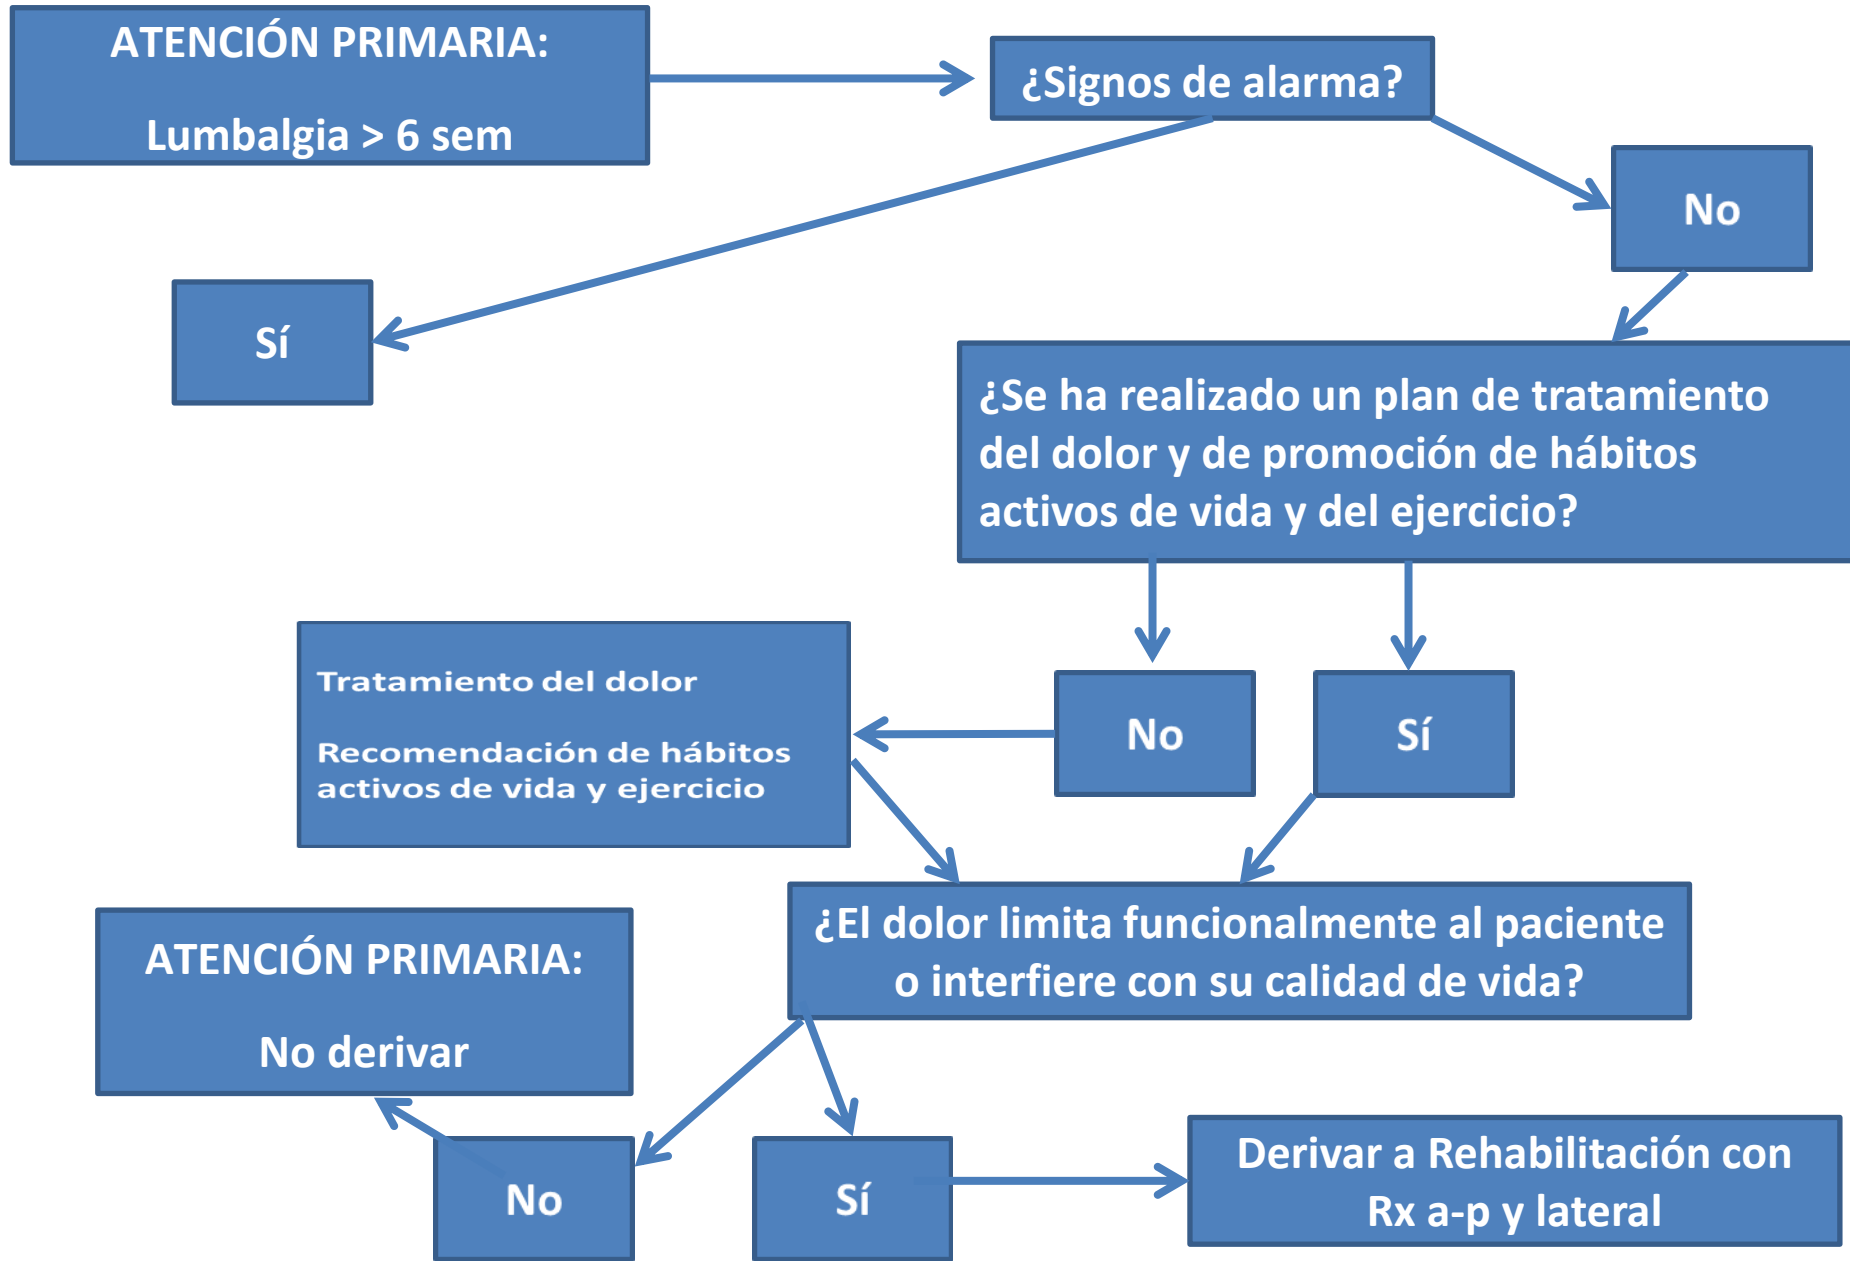 ATENCIÓN PRIMARIA:
Lumbalgia > 6 sem
¿Signos de alarma?
No
Sí
¿Se ha realizado un plan de tratamiento
del dolor y de promoción de hábitos
activos de vida y del ejercicio?
Tratamiento del dolor
Recomendación de hábitos
activos de vida y ejercicio
No
Sí
¿El dolor limita funcionalmente al paciente
o interfiere con su calidad de vida?
ATENCIÓN PRIMARIA:
No derivar
No
Sí
Derivar a Rehabilitación con
Rx a-p y lateral